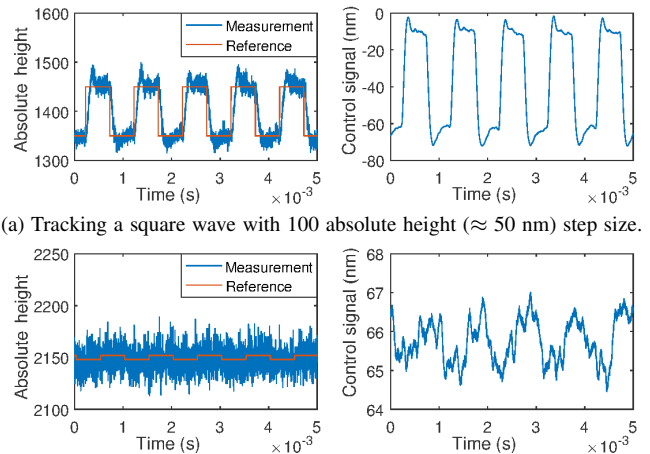 1600
1500
1400
1300
Absolute height
Measurement
Reference
0 1 2 3 4 5
Time (s)
×10⁻³
0
-20
-40
-60
-80
Control signal (nm)
0 1 2 3 4 5
Time (s)
×10⁻³
(a) Tracking a square wave with 100 absolute height (≈ 50 nm) step size.
2250
2200
2150
2100
Absolute height
Measurement
Reference
0 1 2 3 4 5
Time (s)
×10⁻³
68
67
66
65
64
Control signal (nm)
0 1 2 3 4 5
Time (s)
×10⁻³